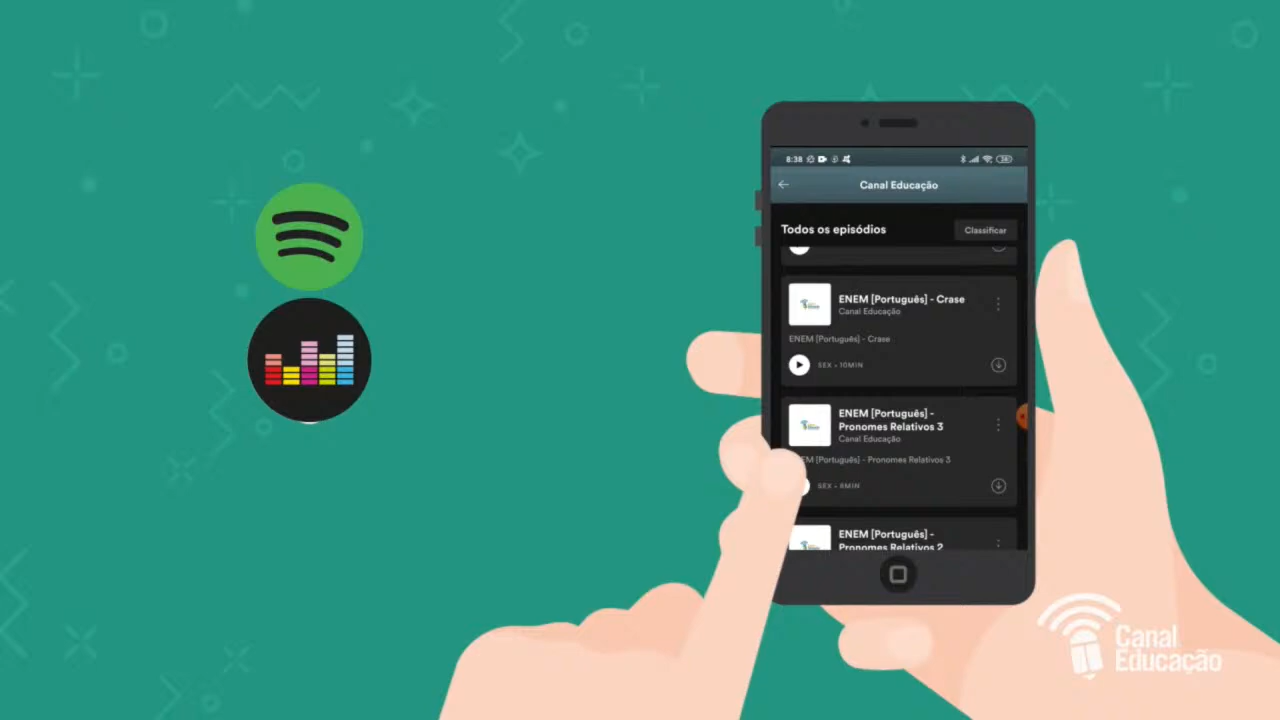 8:38
Canal Educação
Todos os episódios
Classificar
ENEM [Português] - Crase
Canal Educação
ENEM [Português] - Crase
SEX • 10MIN
ENEM [Português] -
Pronomes Relativos 3
Canal Educação
[Português] - Pronomes Relativos 3
SEX • 8MIN
ENEM [Português] -
Pronomes Relativos 2
Canal
Educação